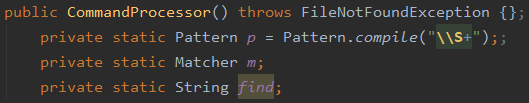 public CommandProcessor() throws FileNotFoundException {};
private static Pattern p = Pattern.compile("\\S+");;
private static Matcher m;
private static String find;